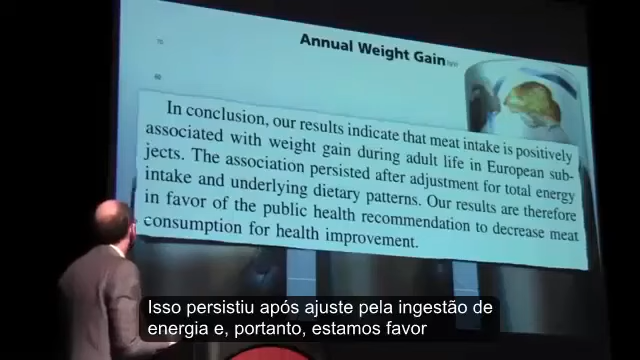 Annual Weight Gain
In conclusion, our results indicate that meat intake is positively
associated with weight gain during adult life in European sub-
jects. The association persisted after adjustment for total energy
intake and underlying dietary patterns. Our results are therefore
in favor of the public health recommendation to decrease meat
consumption for health improvement.
Isso persistiu após ajuste pela ingestão de
energia e, portanto, estamos favor